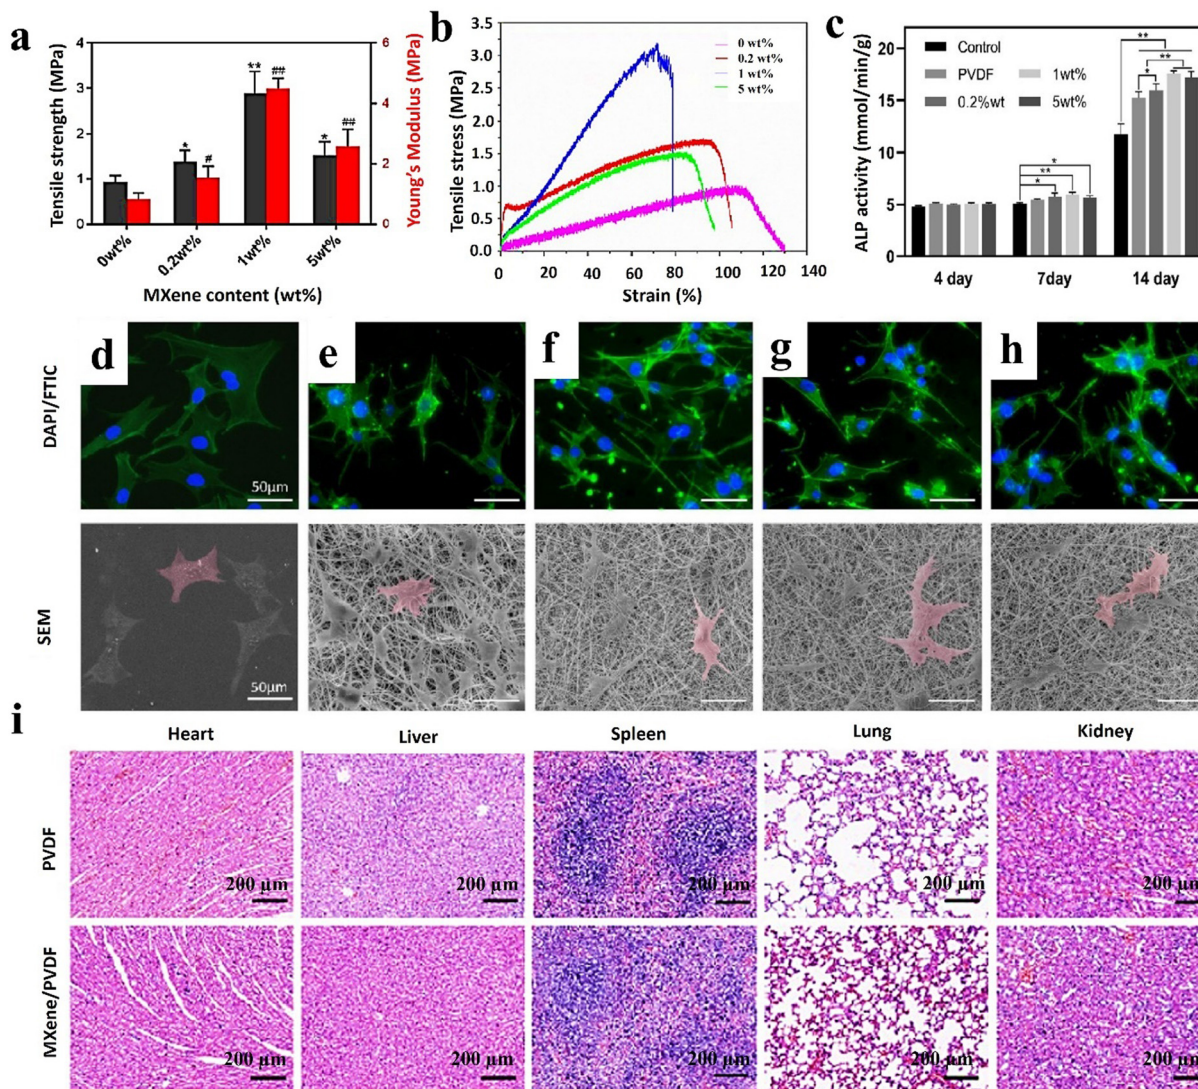 a
Tensile strength (MPa)
4
3
2
1
0
** ##
* #
* ##
6
4
2
0
Young's Modulus (MPa)
0wt%
0.2wt%
1wt%
5wt%
MXene content (wt%)
b
Tensile stress (MPa)
3.5
3.0
2.5
2.0
1.5
1.0
0.5
0.0
0 wt%
0.2 wt%
1 wt%
5 wt%
0 20 40 60 80 100 120 140
Strain (%)
c
ALP activity (mmol/min/g)
20
15
10
5
0
Control
PVDF
1wt%
0.2%wt
5wt%
*
**
*
**
**
*
4 day
7day
14 day
DAPI/FTIC
d
e
f
g
h
50μm
SEM
50μm
i
Heart
Liver
Spleen
Lung
Kidney
PVDF
200 μm
200 μm
200 μm
200 μm
200 μm
MXene/PVDF
200 μm
200 μm
200 μm
200 μm
200 μm